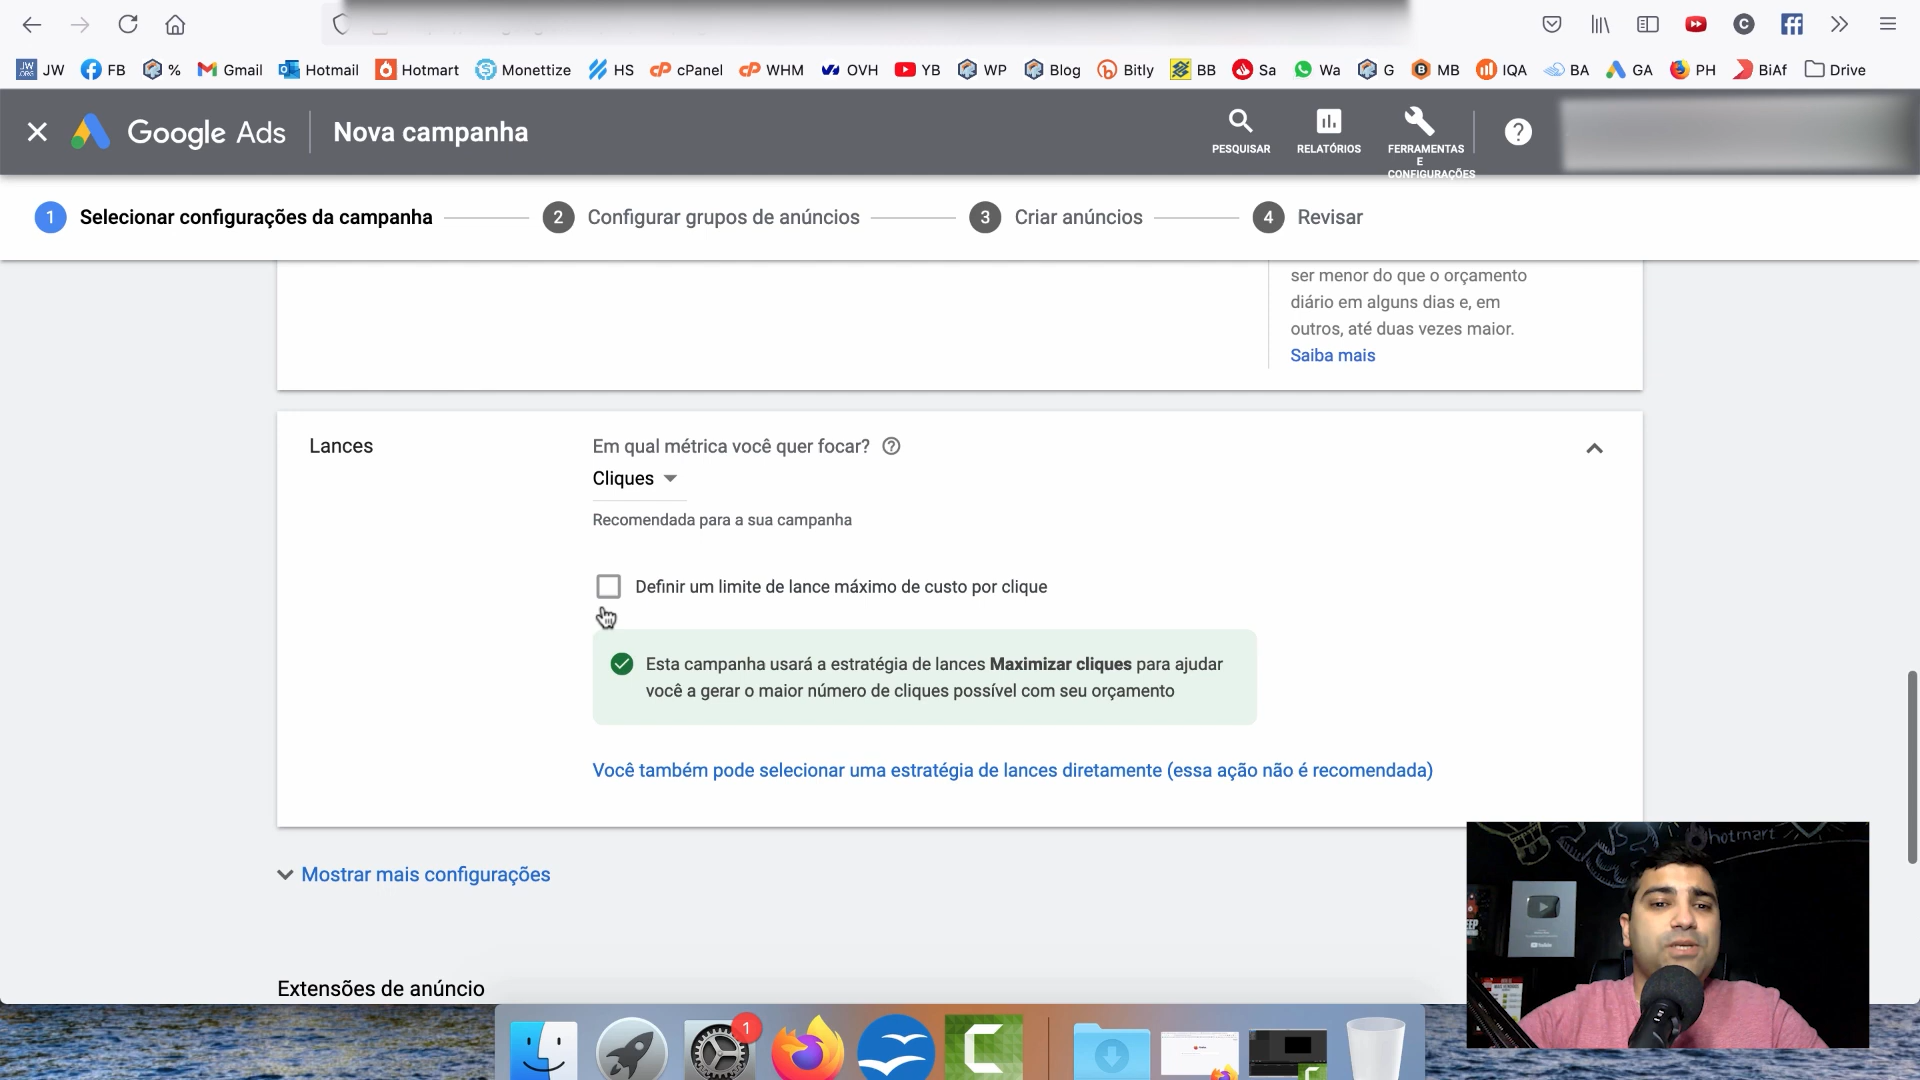 JW FB % Gmail Hotmail Hotmart Monettize HS cPanel WHM OVH YB WP Blog Bitly BB Sa Wa G MB IQA BA GA PH BiAf Drive
Google Ads Nova campanha
PESQUISAR RELATÓRIOS FERRAMENTAS
E
CONFIGURAÇÕES
1 Selecionar configurações da campanha 2 Configurar grupos de anúncios 3 Criar anúncios 4 Revisar
ser menor do que o orçamento
diário em alguns dias e, em
outros, até duas vezes maior.
Saiba mais
Lances
Em qual métrica você quer focar?
Cliques
Recomendada para a sua campanha
Definir um limite de lance máximo de custo por clique
Esta campanha usará a estratégia de lances Maximizar cliques para ajudar
você a gerar o maior número de cliques possível com seu orçamento
Você também pode selecionar uma estratégia de lances diretamente (essa ação não é recomendada)
Mostrar mais configurações
Extensões de anúncio
hotmart
YouTube
1